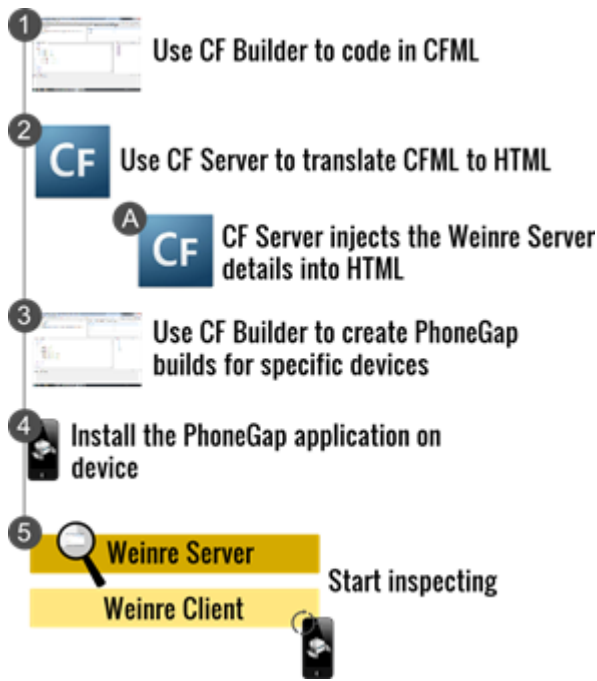 1
Use CF Builder to code in CFML
2
CF
Use CF Server to translate CFML to HTML
A
CF
CF Server injects the Weinre Server
details into HTML
3
Use CF Builder to create PhoneGap
builds for specific devices
4
Install the PhoneGap application on
device
5
Weinre Server
Start inspecting
Weinre Client